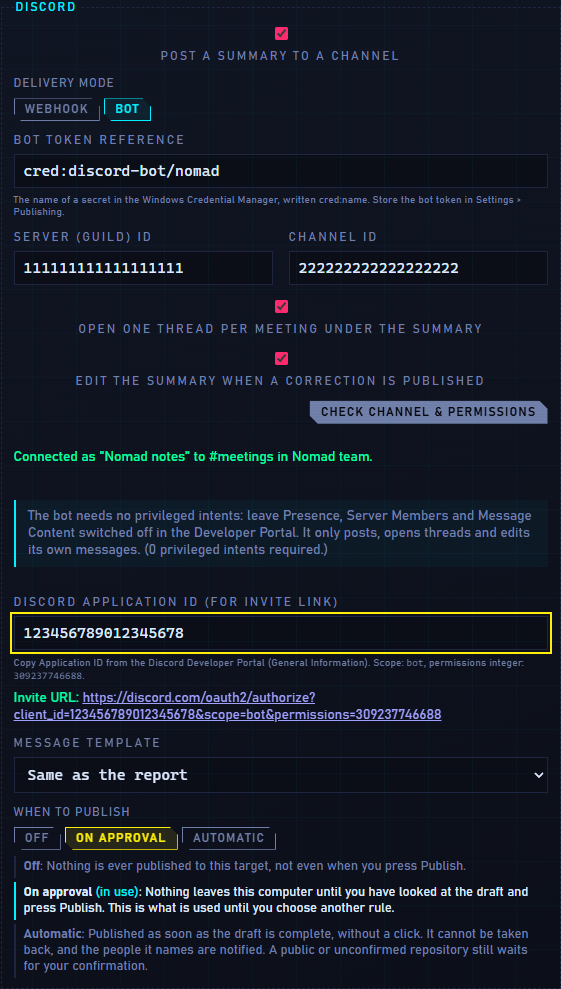 DISCORD
POST A SUMMARY TO A CHANNEL
DELIVERY MODE
WEBHOOK BOT
BOT TOKEN REFERENCE
cred:discord-bot/nomad
The name of a secret in the Windows Credential Manager, written cred:name. Store the bot token in Settings ›
Publishing.
SERVER (GUILD) ID CHANNEL ID
111111111111111111 222222222222222222
OPEN ONE THREAD PER MEETING UNDER THE SUMMARY
EDIT THE SUMMARY WHEN A CORRECTION IS PUBLISHED
CHECK CHANNEL & PERMISSIONS
Connected as "Nomad notes" to #meetings in Nomad team.
The bot needs no privileged intents: leave Presence, Server Members and Message
Content switched off in the Developer Portal. It only posts, opens threads and edits
its own messages. (0 privileged intents required.)
DISCORD APPLICATION ID (FOR INVITE LINK)
123456789012345678
Copy Application ID from the Discord Developer Portal (General Information). Scope: bot, permissions integer:
309237746688.
Invite URL: https://discord.com/oauth2/authorize?
client_id=123456789012345678&scope=bot&permissions=309237746688
MESSAGE TEMPLATE
Same as the report
WHEN TO PUBLISH
OFF ON APPROVAL AUTOMATIC
Off: Nothing is ever published to this target, not even when you press Publish.
On approval (in use): Nothing leaves this computer until you have looked at the draft and
press Publish. This is what is used until you choose another rule.
Automatic: Published as soon as the draft is complete, without a click. It cannot be taken
back, and the people it names are notified. A public or unconfirmed repository still waits
for your confirmation.